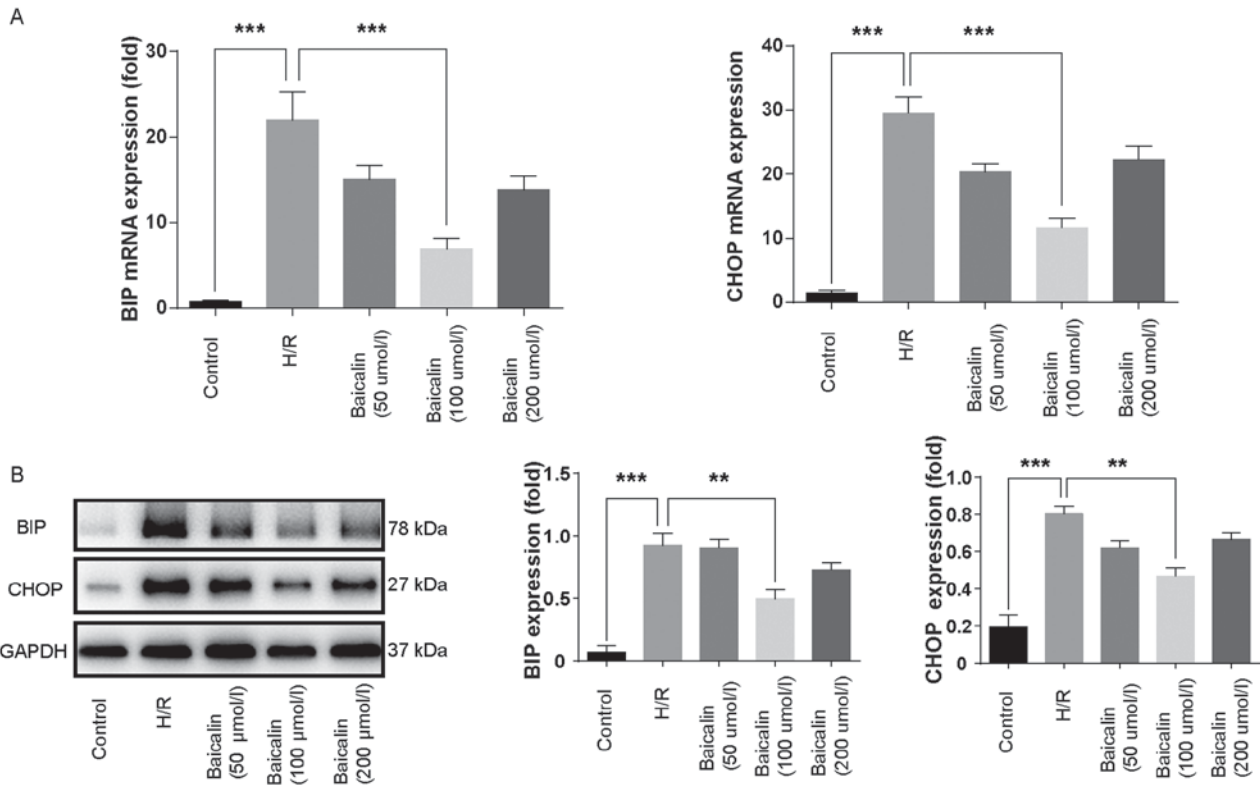 A
BIP mRNA expression (fold)
30
20
10
0
***
***
Control
H/R
Baicalin
(50 umol/l)
Baicalin
(100 umol/l)
Baicalin
(200 umol/l)
CHOP mRNA expression
40
30
20
10
0
***
***
Control
H/R
Baicalin
(50 umol/l)
Baicalin
(100 umol/l)
Baicalin
(200 umol/l)
B
BIP
78 kDa
CHOP
27 kDa
GAPDH
37 kDa
Control
H/R
Baicalin
(50 μmol/l)
Baicalin
(100 μmol/l)
Baicalin
(200 μmol/l)
BIP expression (fold)
1.5
1.0
0.5
0
***
**
Control
H/R
Baicalin
(50 umol/l)
Baicalin
(100 umol/l)
Baicalin
(200 umol/l)
CHOP expression (fold)
1.0
0.8
0.6
0.4
0.2
0
***
**
Control
H/R
Baicalin
(50 umol/l)
Baicalin
(100 umol/l)
Baicalin
(200 umol/l)